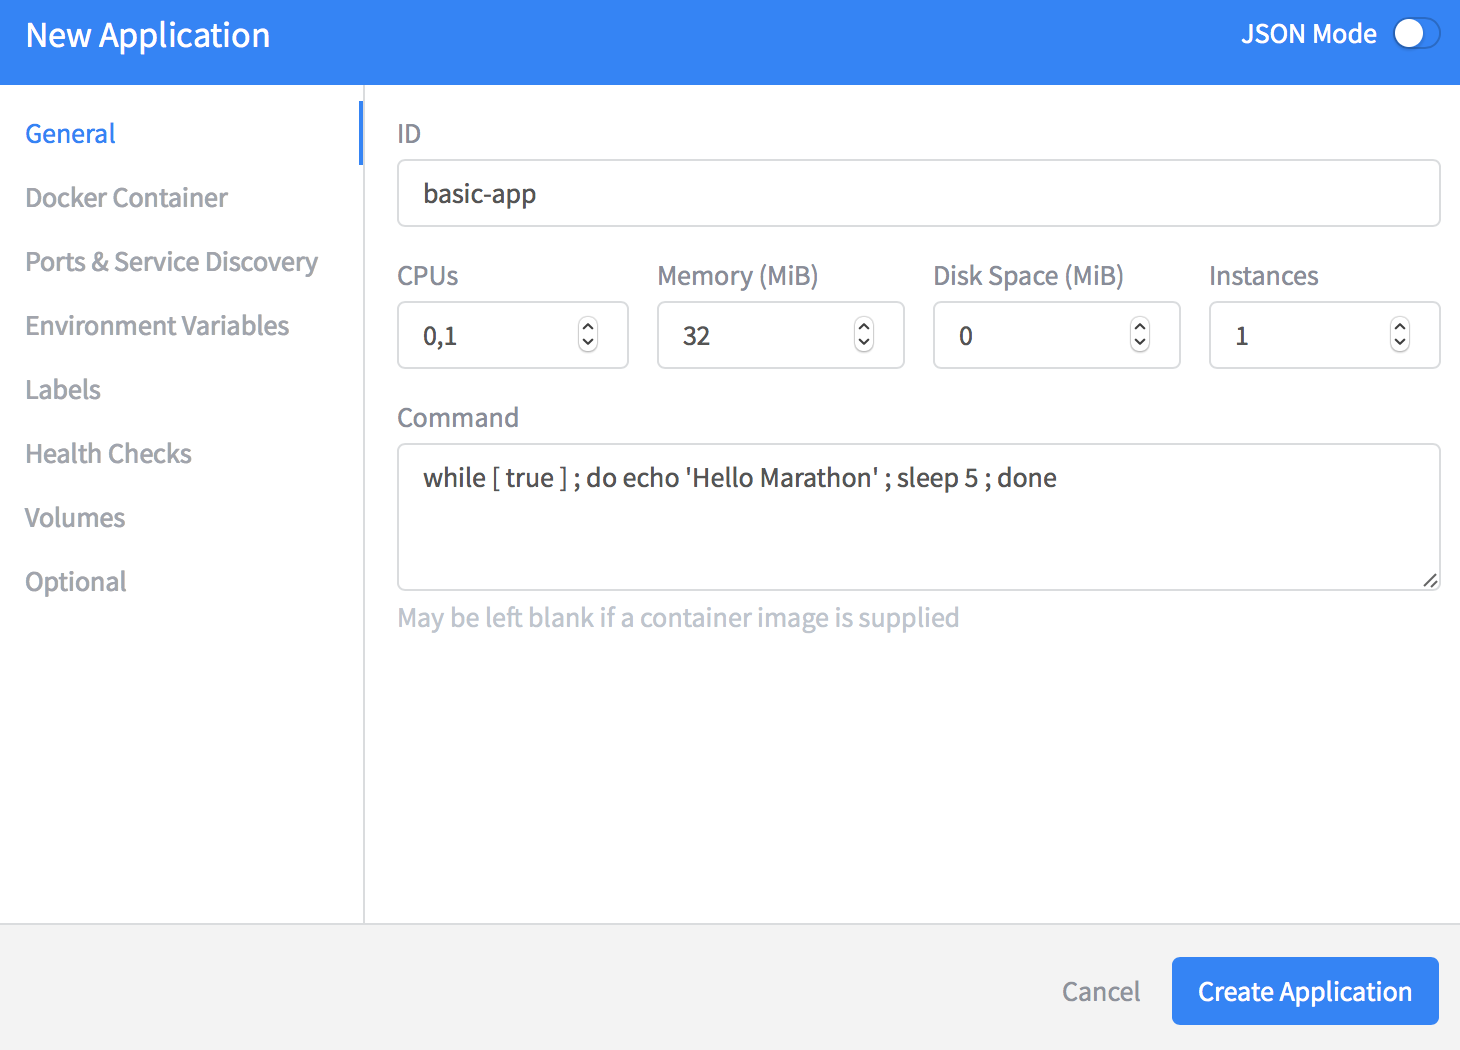 New Application
JSON Mode
General
Docker Container
Ports & Service Discovery
Environment Variables
Labels
Health Checks
Volumes
Optional
ID
basic-app
CPUs
Memory (MiB)
Disk Space (MiB)
Instances
0,1
32
0
1
Command
while [ true ] ; do echo 'Hello Marathon' ; sleep 5 ; done
May be left blank if a container image is supplied
Cancel
Create Application